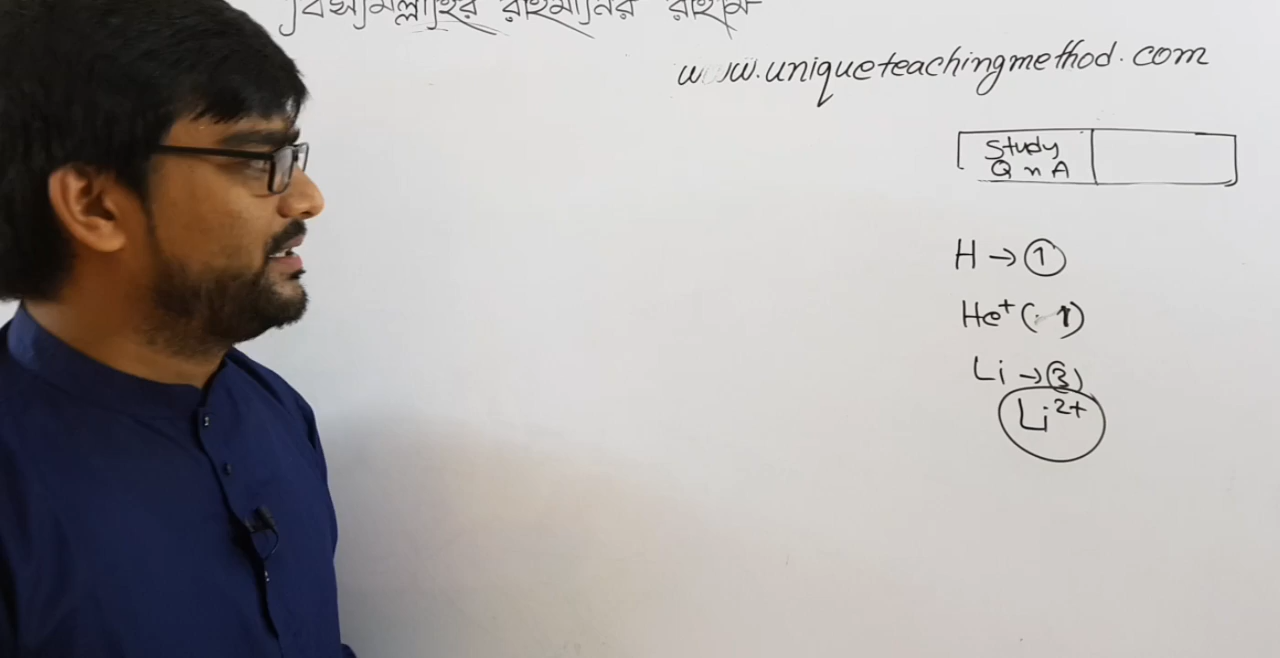 বিসমিল্লাহির রাহমানির রাহিম
www.uniqueteachingmethod.com
Study
Q n A
H → 1
He⁺ ( 1)
Li → 3
Li²⁺